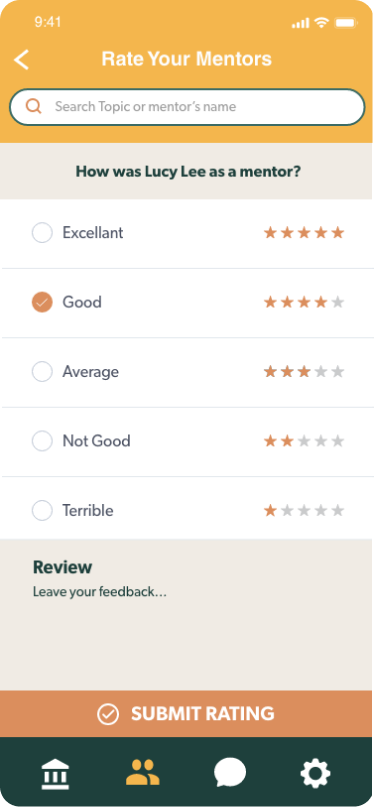 9:41
Rate Your Mentors
Search Topic or mentor's name
How was Lucy Lee as a mentor?
Excellant
Good
Average
Not Good
Terrible
Review
Leave your feedback...
SUBMIT RATING